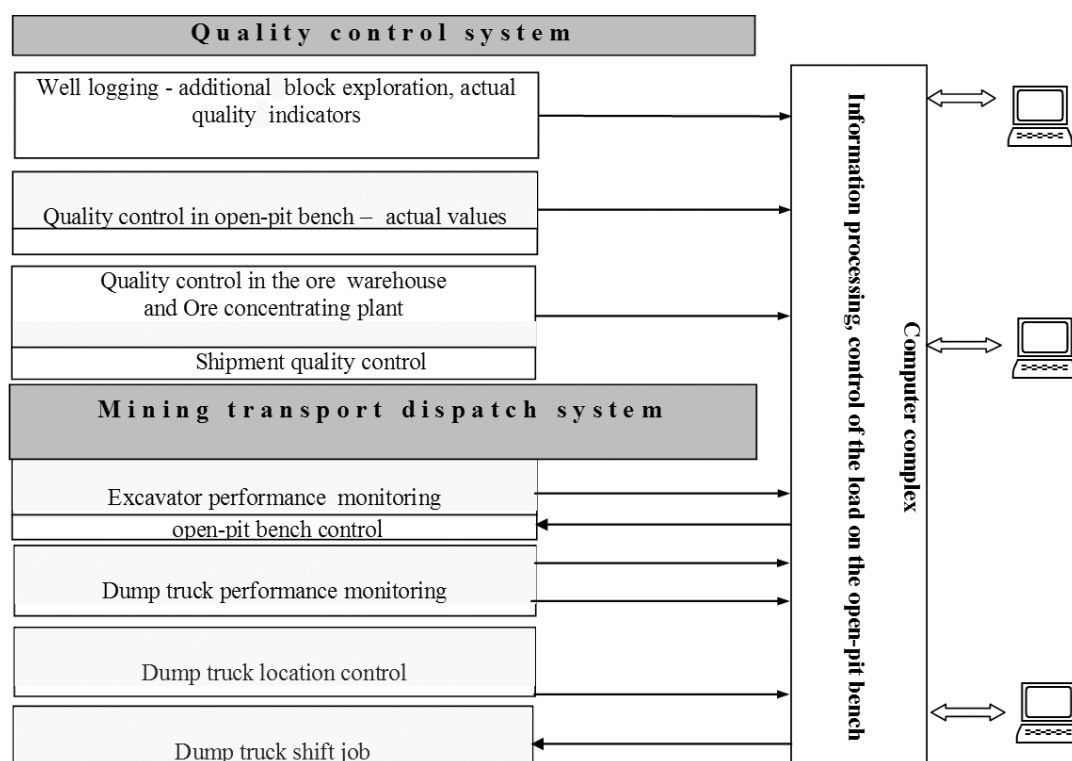 Quality control system
Well logging - additional block exploration, actual
quality indicators
Quality control in open-pit bench – actual values
Quality control in the ore warehouse
and Ore concentrating plant
Shipment quality control
Mining transport dispatch system
Excavator performance monitoring
open-pit bench control
Dump truck performance monitoring
Dump truck location control
Dump truck shift job
Computer complex
Information processing, control of the load on the open-pit bench